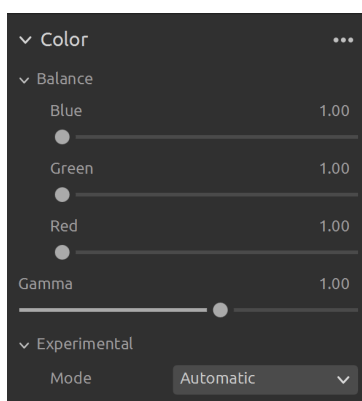 Color
Balance
Blue 1.00
Green 1.00
Red 1.00
Gamma 1.00
Experimental
Mode Automatic